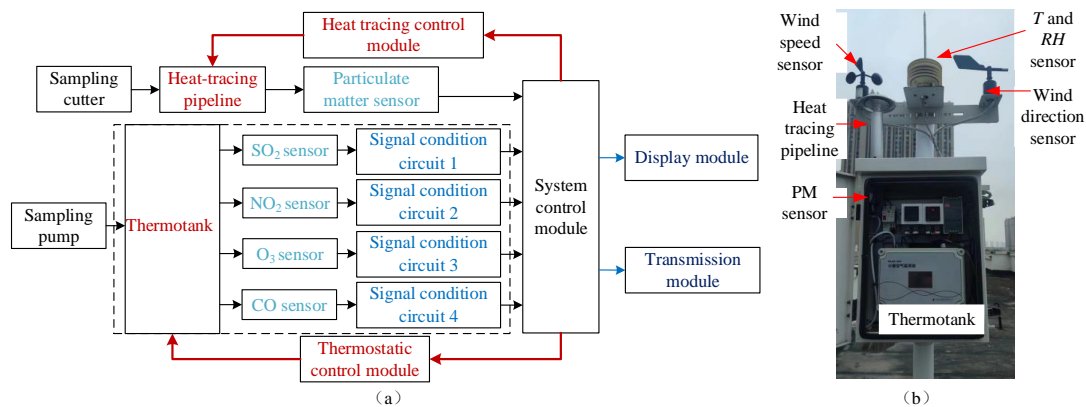 Heat tracing control
module
Sampling
cutter
Heat-tracing
pipeline
Particulate
matter sensor
SO₂ sensor
Signal condition
circuit 1
NO₂ sensor
Signal condition
circuit 2
Sampling
pump
Thermotank
O₃ sensor
Signal condition
circuit 3
CO sensor
Signal condition
circuit 4
System
control
module
Display module
Transmission
module
Thermostatic
control module
（a）
Wind
speed
sensor
T and
RH
sensor
Heat
tracing
pipeline
Wind
direction
sensor
PM
sensor
Thermotank
（b）